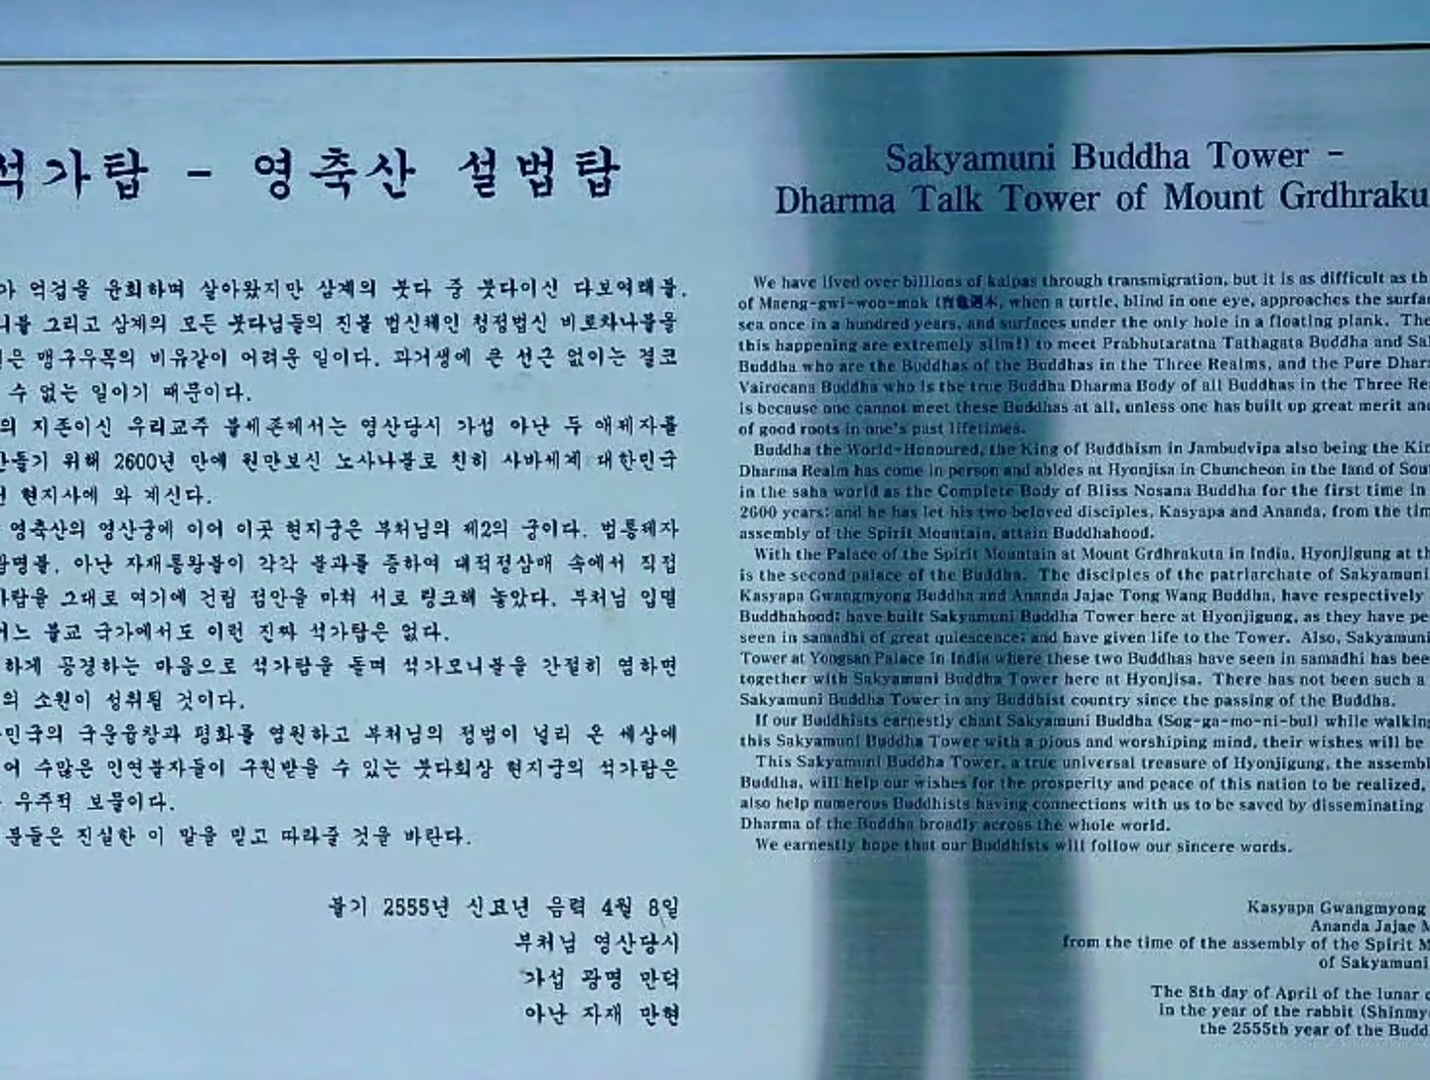 석가탑 - 영축산 설법탑
가 억겁을 윤회하며 살아왔지만 삼계의 붓다 중 붓다이신 다보여래불.
니불 그리고 삼계의 모든 붓다님들의 진불 법신체인 청정법신 비로자나불을
은 맹구우목의 비유같이 어려운 일이다. 과거생에 큰 선근 없이는 결코
수 없는 일이기 때문이다.
의 지존이신 우리교주 불세존께서는 영산당시 가섭 아난 두 애제자를
만들기 위해 2600년 만에 원만보신 노사나불로 친히 사바세계 대한민국
현지사에 와 계신다.
영축산의 영산궁에 이어 이곳 현지궁은 부처님의 제2의 궁이다. 법통제자
광명불, 아난 자재통왕불이 각각 불과를 증하여 대적정삼매 속에서 직접
가탑을 그대로 여기에 건립 점안을 마쳐 서로 링크해 놓았다. 부처님 입멸
어느 불교 국가에서도 이런 진짜 석가탑은 없다.
하게 공경하는 마음으로 석가탑을 돌며 석가모니불을 간절히 염하면
의 소원이 성취될 것이다.
민국의 국운융창과 평화를 염원하고 부처님의 정법이 널리 온 세상에
어 수많은 인연불자들이 구원받을 수 있는 붓다회상 현지궁의 석가탑은
우주적 보물이다.
분들은 진실한 이 말을 믿고 따라줄 것을 바란다.
불기 2555년 신묘년 음력 4월 8일
부처님 영산당시
가섭 광명 만덕
아난 자재 만현
Sakyamuni Buddha Tower -
Dharma Talk Tower of Mount Grdhraku
We have lived over billions of kalpas through transmigration, but it is as difficult as th
of Maeng-gwi-woo-mok (盲龜遇木, when a turtle, blind in one eye, approaches the surfa
sea once in a hundred years, and surfaces under the only hole in a floating plank. The
this happening are extremely slim!) to meet Prabhutaratna Tathagata Buddha and Sa
Buddha who are the Buddhas of the Buddhas in the Three Realms, and the Pure Dhar
Vairocana Buddha who is the true Buddha Dharma Body of all Buddhas in the Three Re
is because one cannot meet these Buddhas at all, unless one has built up great merit an
of good roots in one's past lifetimes.
Buddha the World-Honoured, the King of Buddhism in Jambudvipa also being the Kin
Dharma Realm has come in person and abides at Hyonjisa in Chuncheon in the land of Sou
in the saha world as the Complete Body of Bliss Nosana Buddha for the first time in
2600 years; and he has let his two beloved disciples, Kasyapa and Ananda, from the tim
assembly of the Spirit Mountain, attain Buddhahood.
With the Palace of the Spirit Mountain at Mount Grdhrakuta in India, Hyonjigung at th
is the second palace of the Buddha. The disciples of the patriarchate of Sakyamuni
Kasyapa Gwangmyong Buddha and Ananda Jajae Tong Wang Buddha, have respectively
Buddhahood; have built Sakyamuni Buddha Tower here at Hyonjigung, as they have pe
seen in samadhi of great quiescence; and have given life to the Tower. Also, Sakyamuni
Tower at Yongsan Palace in India where these two Buddhas have seen in samadhi has bee
together with Sakyamuni Buddha Tower here at Hyonjisa. There has not been such a
Sakyamuni Buddha Tower in any Buddhist country since the passing of the Buddha.
If our Buddhists earnestly chant Sakyamuni Buddha (Sog-ga-mo-ni-bul) while walking
this Sakyamuni Buddha Tower with a pious and worshiping mind, their wishes will be
This Sakyamuni Buddha Tower, a true universal treasure of Hyonjigung, the assembl
Buddha, will help our wishes for the prosperity and peace of this nation to be realized,
also help numerous Buddhists having connections with us to be saved by disseminating
Dharma of the Buddha broadly across the whole world.
We earnestly hope that our Buddhists will follow our sincere words.
Kasyapa Gwangmyong
Ananda Jajae M
from the time of the assembly of the Spirit M
of Sakyamuni
The 8th day of April of the lunar c
in the year of the rabbit (Shinmy
the 2555th year of the Budd